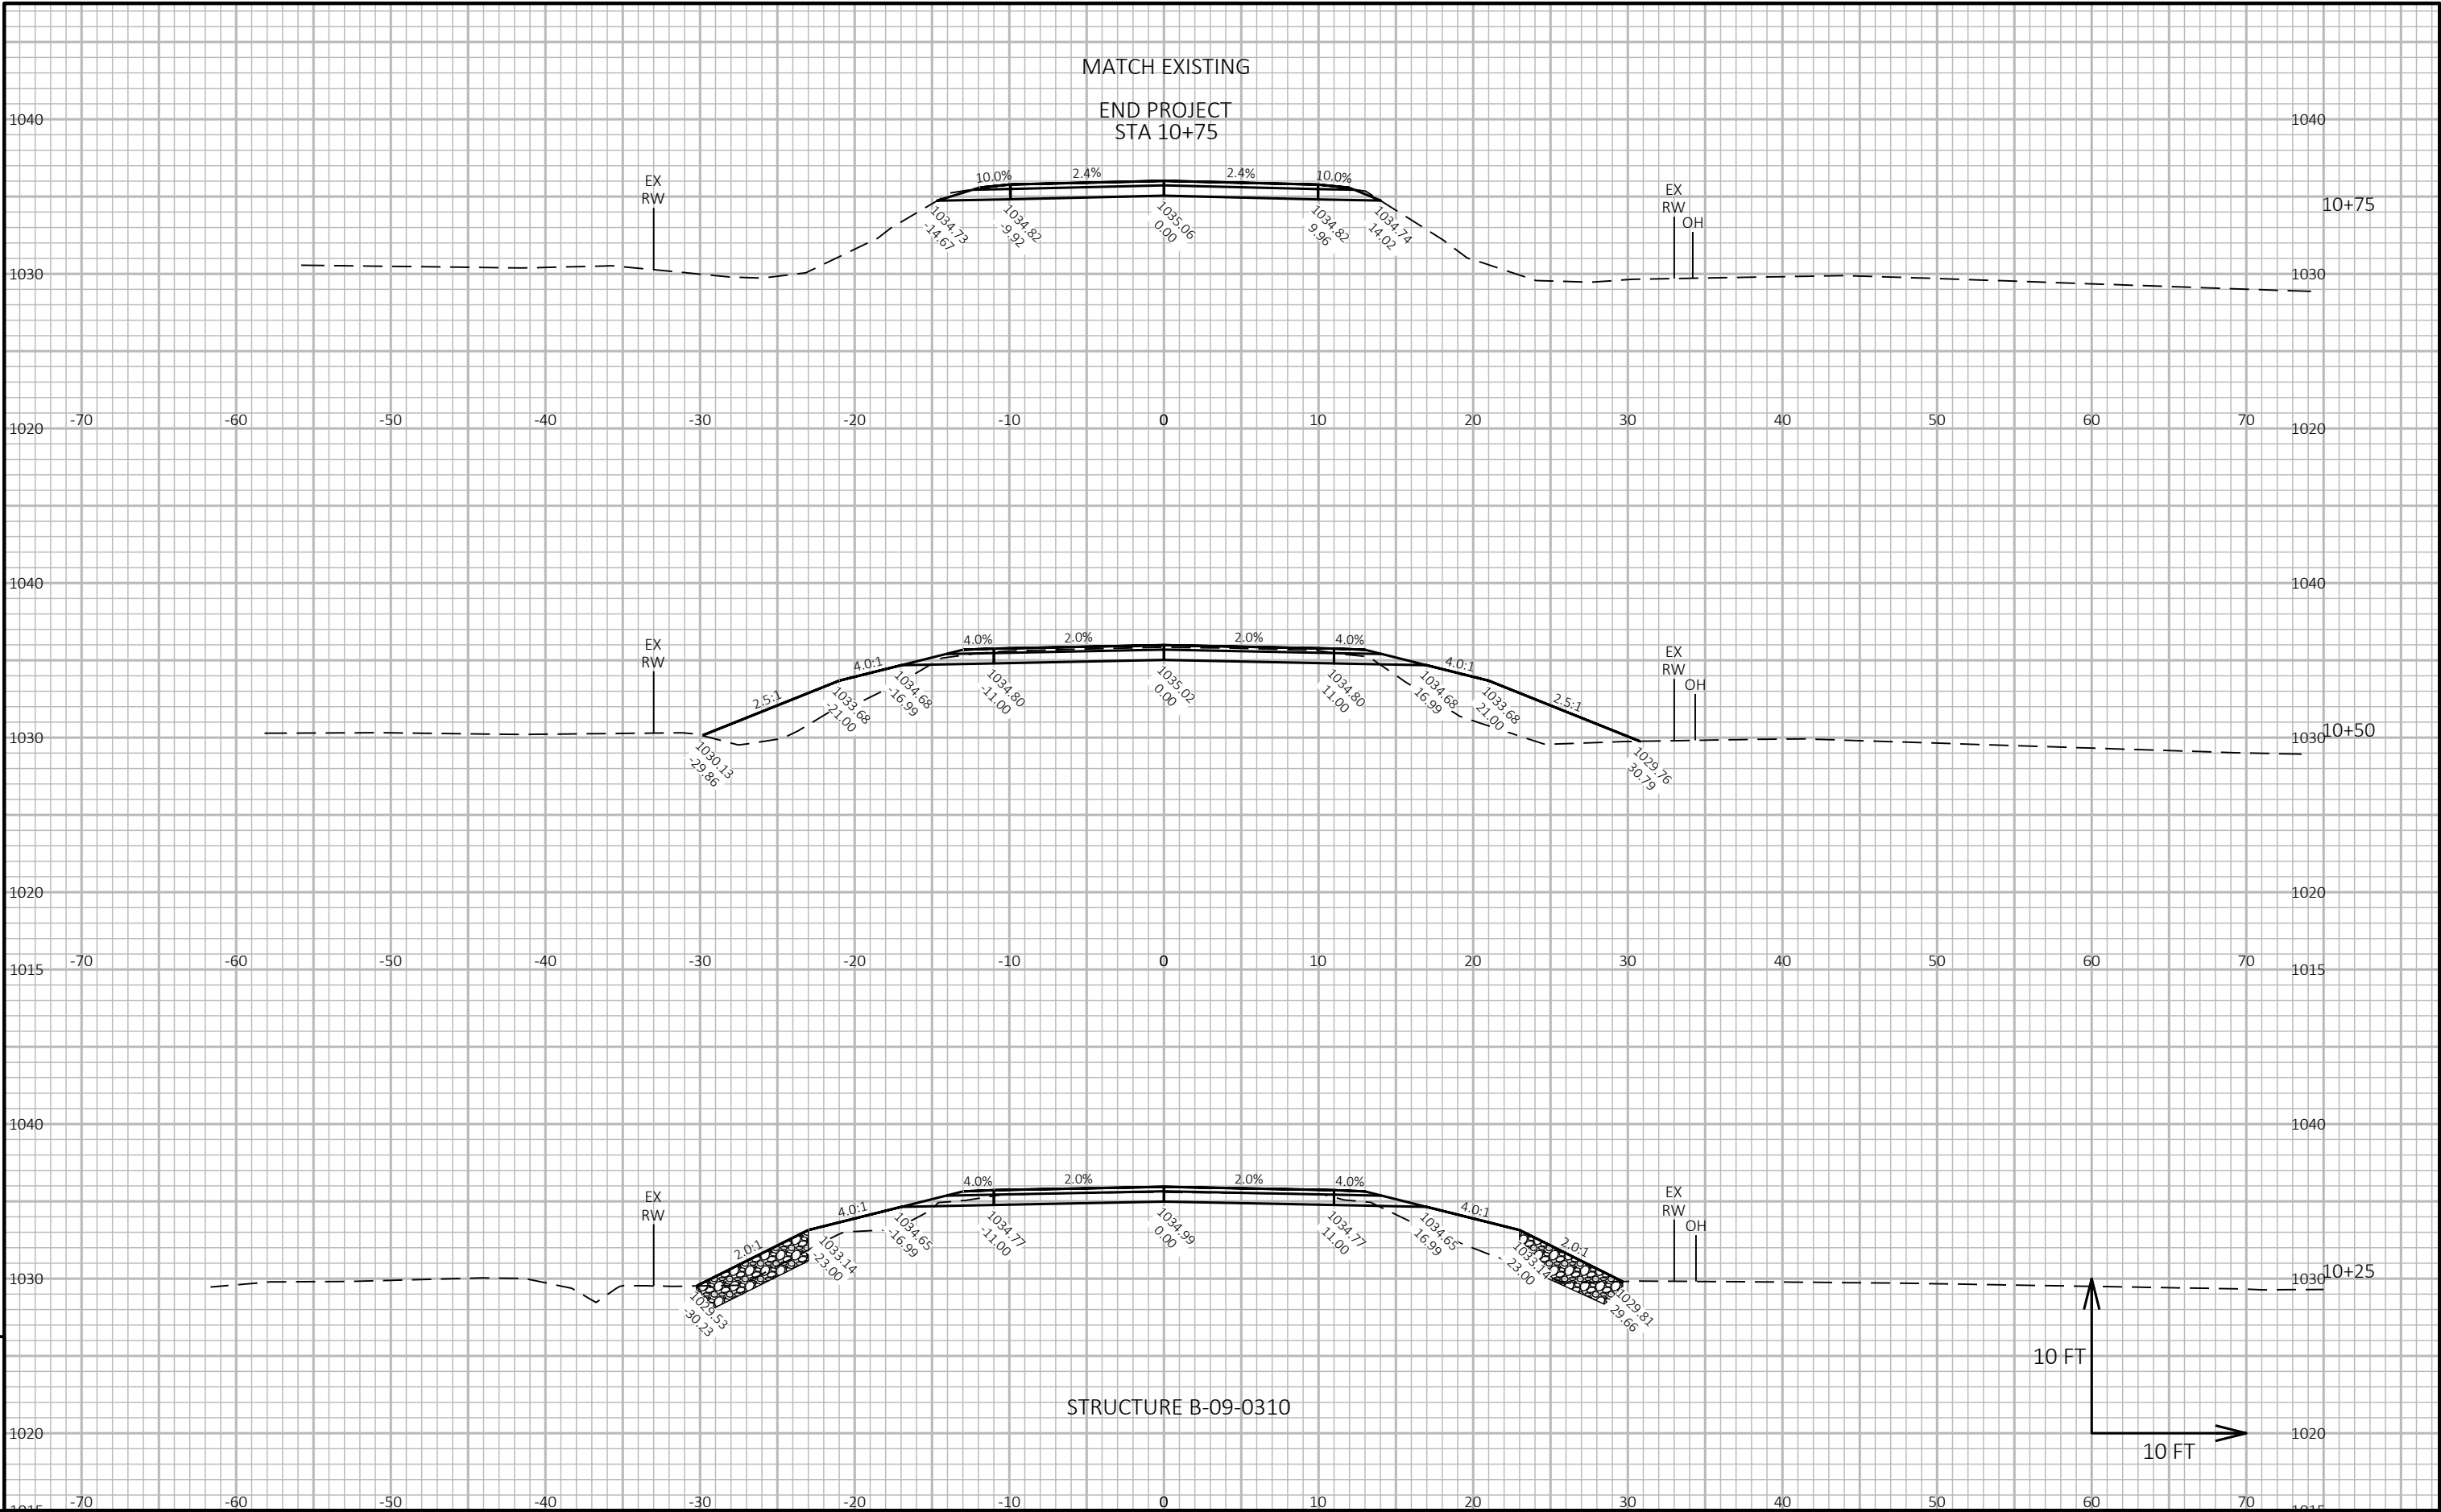 MATCH EXISTING
END PROJECT
STA 10+75
1040 1040
10.0% 2.4% 2.4% 10.0%
EX
RW
EX
RW
OH
10+75
1034.73
-14.67
1034.82
-9.92
1035.06
0.00
1034.82
9.96
1034.74
14.02
1030 1030
-70 -60 -50 -40 -30 -20 -10 0 10 20 30 40 50 60 70
1020 1020
1040 1040
4.0% 2.0% 2.0% 4.0%
EX
RW
EX
RW
OH
2.5:1 4.0:1 4.0:1 2.5:1
1030.13
-29.86
1033.68
-21.00
1034.68
-16.99
1034.80
-11.00
1035.02
0.00
1034.80
11.00
1034.68
16.99
1033.68
21.00
1029.76
30.79
1030 1030 10+50
1020 1020
-70 -60 -50 -40 -30 -20 -10 0 10 20 30 40 50 60 70
1015 1015
1040 1040
4.0% 2.0% 2.0% 4.0%
EX
RW
EX
RW
OH
2.0:1 4.0:1 4.0:1 2.0:1
1029.53
-30.23
1033.14
-23.00
1034.65
-16.99
1034.77
-11.00
1034.99
0.00
1034.77
11.00
1034.65
16.99
1033.14
23.00
1029.81
29.66
1030 1030 10+25
10 FT
STRUCTURE B-09-0310
1020 1020
10 FT
-70 -60 -50 -40 -30 -20 -10 0 10 20 30 40 50 60 70
1015 1015